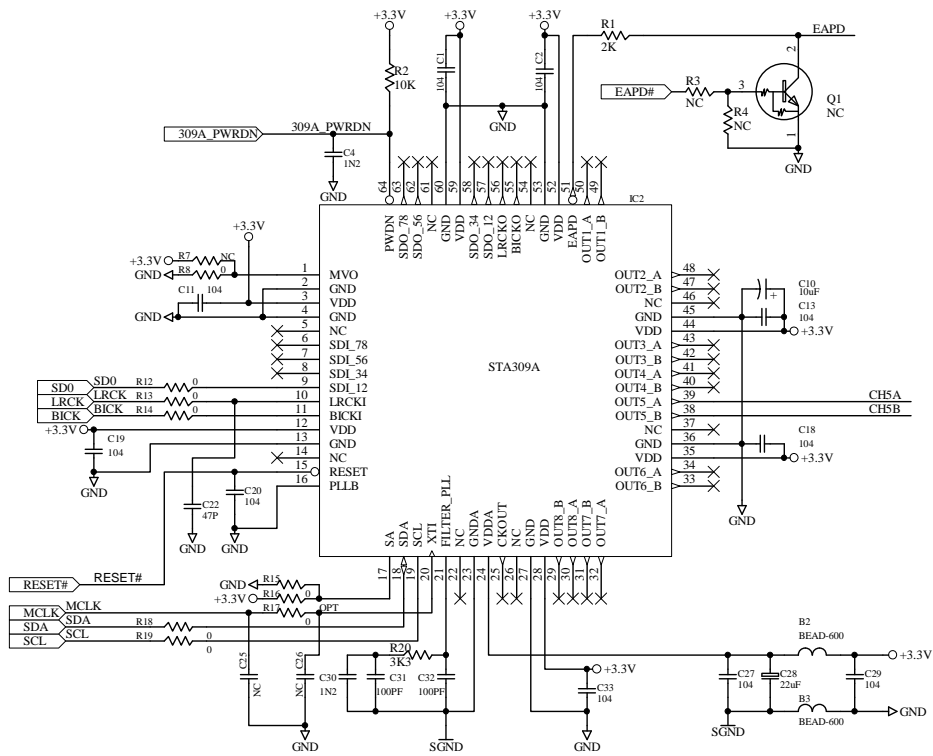 +3.3V
+3.3V
+3.3V
R1
2K
EAPD
2
C1
104
C2
104
R2
10K
R3
NC
3
EAPD#
R4
NC
Q1
NC
1
GND
GND
309A_PWRDN
309A_PWRDN
C4
1N2
GND
64
63
62
61
60
59
58
57
56
55
54
53
52
51
50
49
IC2
PWDN
SDO_78
SDO_56
NC
GND
VDD
SDO_34
SDO_12
LRCKO
BICKO
NC
GND
VDD
EAPD
OUT1_A
OUT1_B
+3.3V
+3.3V
R7
NC
GND
R8
0
C11
104
GND
1
MVO
2
GND
3
VDD
4
GND
5
NC
6
SDI_78
7
SDI_56
8
SDI_34
9
SDI_12
10
LRCKI
11
BICKI
12
VDD
13
GND
14
NC
15
RESET
16
PLLB
STA309A
OUT2_A
48
OUT2_B
47
NC
46
GND
45
VDD
44
OUT3_A
43
OUT3_B
42
OUT4_A
41
OUT4_B
40
OUT5_A
39
OUT5_B
38
NC
37
GND
36
VDD
35
OUT6_A
34
OUT6_B
33
C10
10uF
+
C13
104
+3.3V
CH5A
CH5B
C18
104
+3.3V
GND
SD0
SD0
R12
0
LRCK
LRCK
R13
0
BICK
BICK
R14
0
+3.3V
C19
104
GND
C22
47P
GND
C20
104
GND
SA
SDA
SCL
XTI
FILTER_PLL
NC
GNDA
VDDA
CKOUT
NC
GND
VDD
OUT8_B
OUT8_A
OUT7_B
OUT7_A
17
18
19
20
21
22
23
24
25
26
27
28
29
30
31
32
RESET#
RESET#
GND
R15
+3.3V
R16
0
MCLK
MCLK
R17
OPT
SDA
SDA
R18
0
SCL
SCL
R19
0
C25
NC
C26
NC
GND
C30
1N2
C31
100PF
R20
3K3
C32
100PF
SGND
+3.3V
C33
104
GND
B2
BEAD-600
+3.3V
C27
104
C28
22uF
C29
104
B3
BEAD-600
GND
SGND